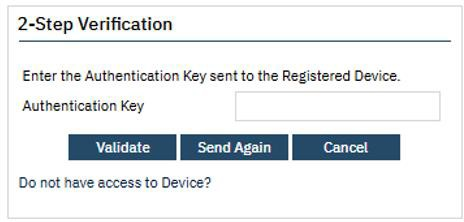 2-Step Verification
Enter the Authentication Key sent to the Registered Device.
Authentication Key
Validate Send Again Cancel
Do not have access to Device?